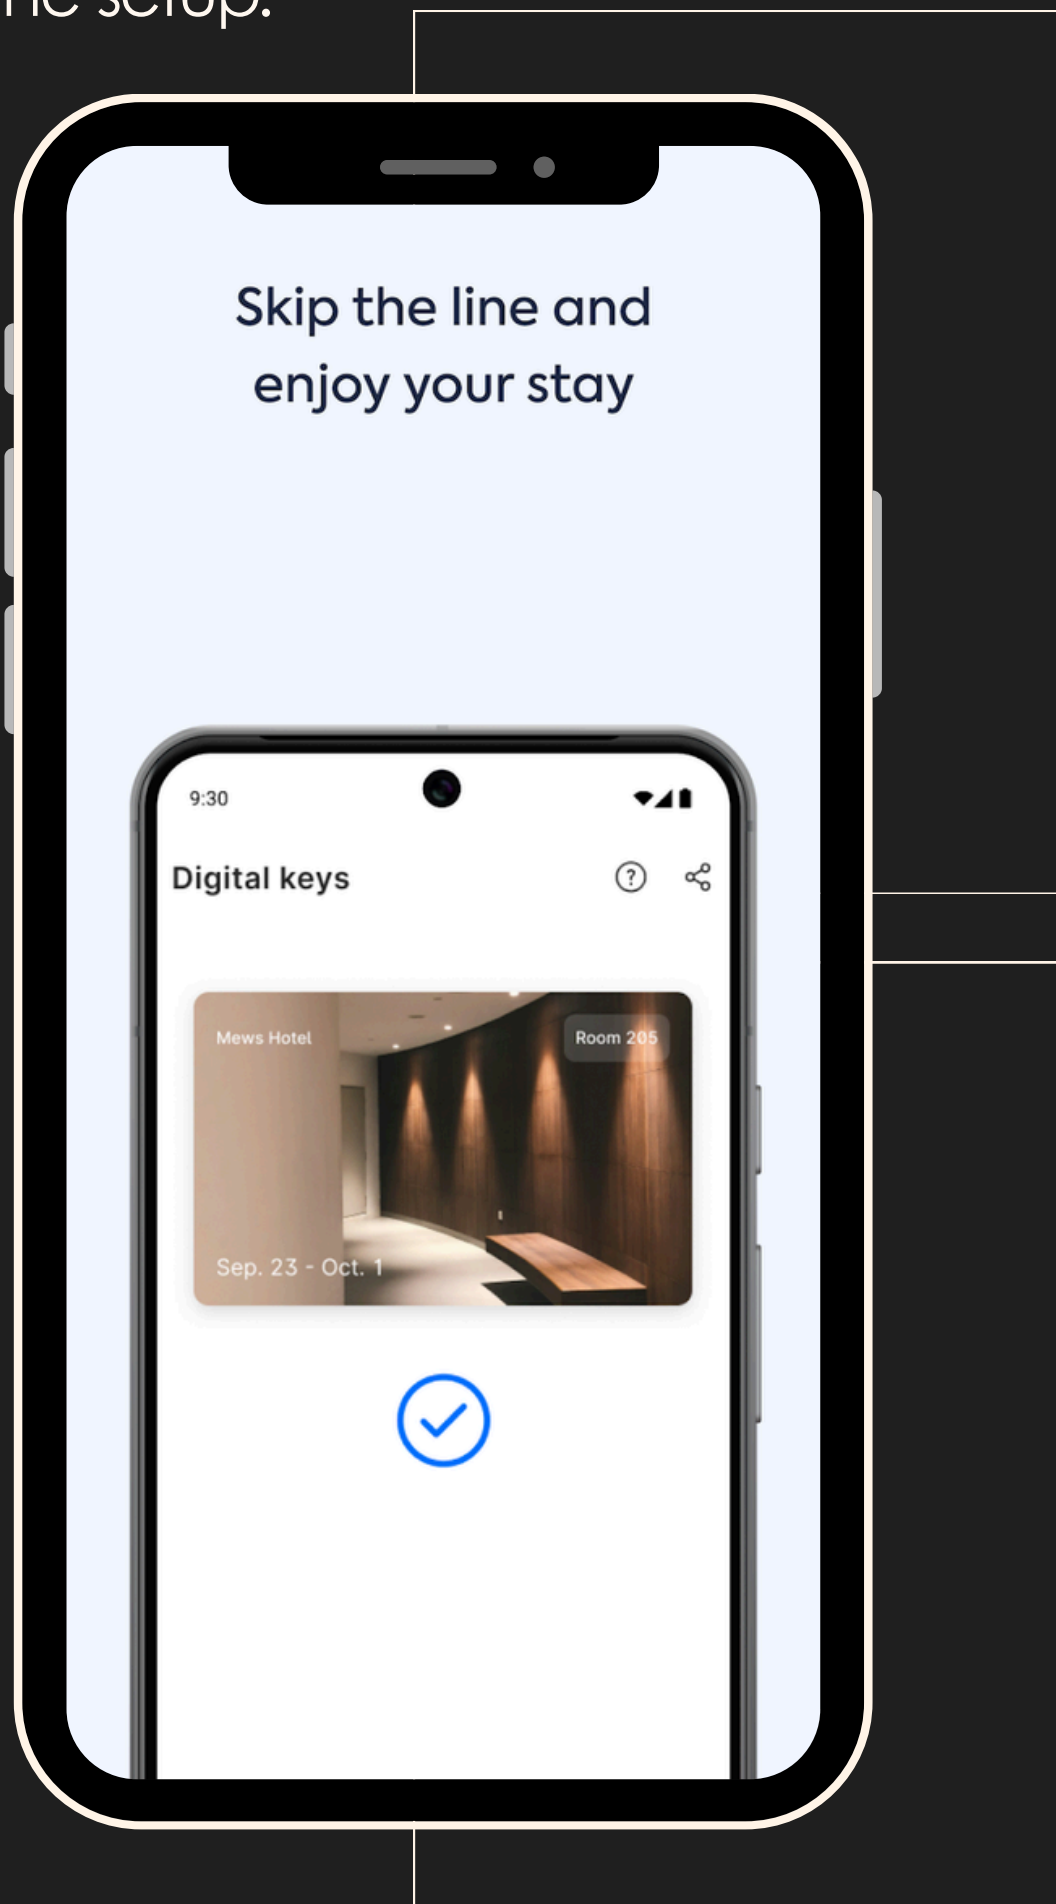 setup.
Skip the line and
enjoy your stay
9:30
Digital keys
Mews Hotel
Room 205
Sep. 23 - Oct. 1